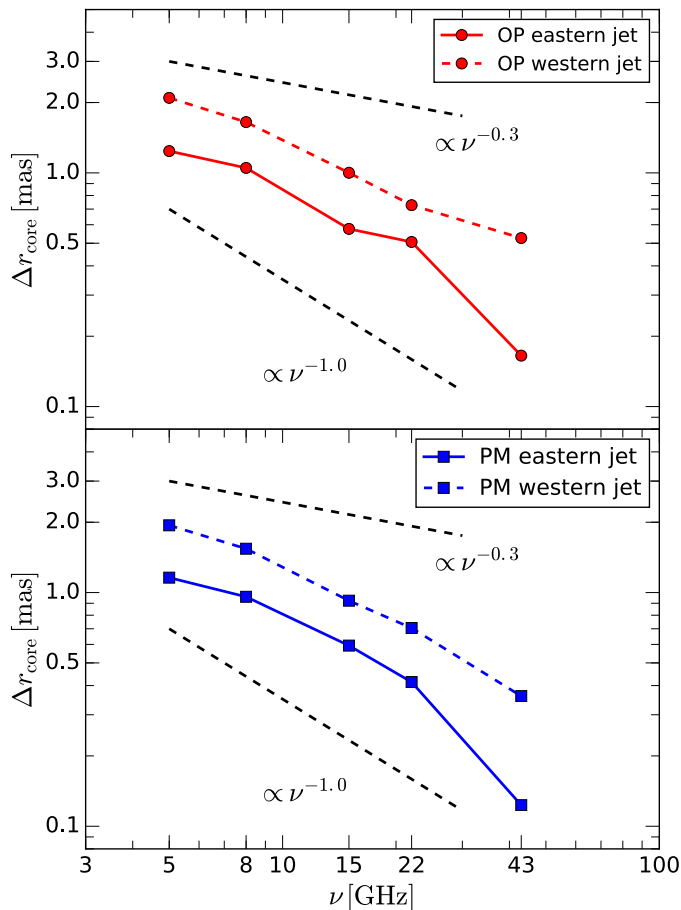 OP eastern jet
OP western jet
3.0
2.0
1.0
0.5
0.1
Δr_core [mas]
∝ν^−0.3
∝ν^−1.0
PM eastern jet
PM western jet
3.0
2.0
1.0
0.5
0.1
Δr_core [mas]
∝ν^−0.3
∝ν^−1.0
3 5 8 10 15 22 43 100
ν [GHz]